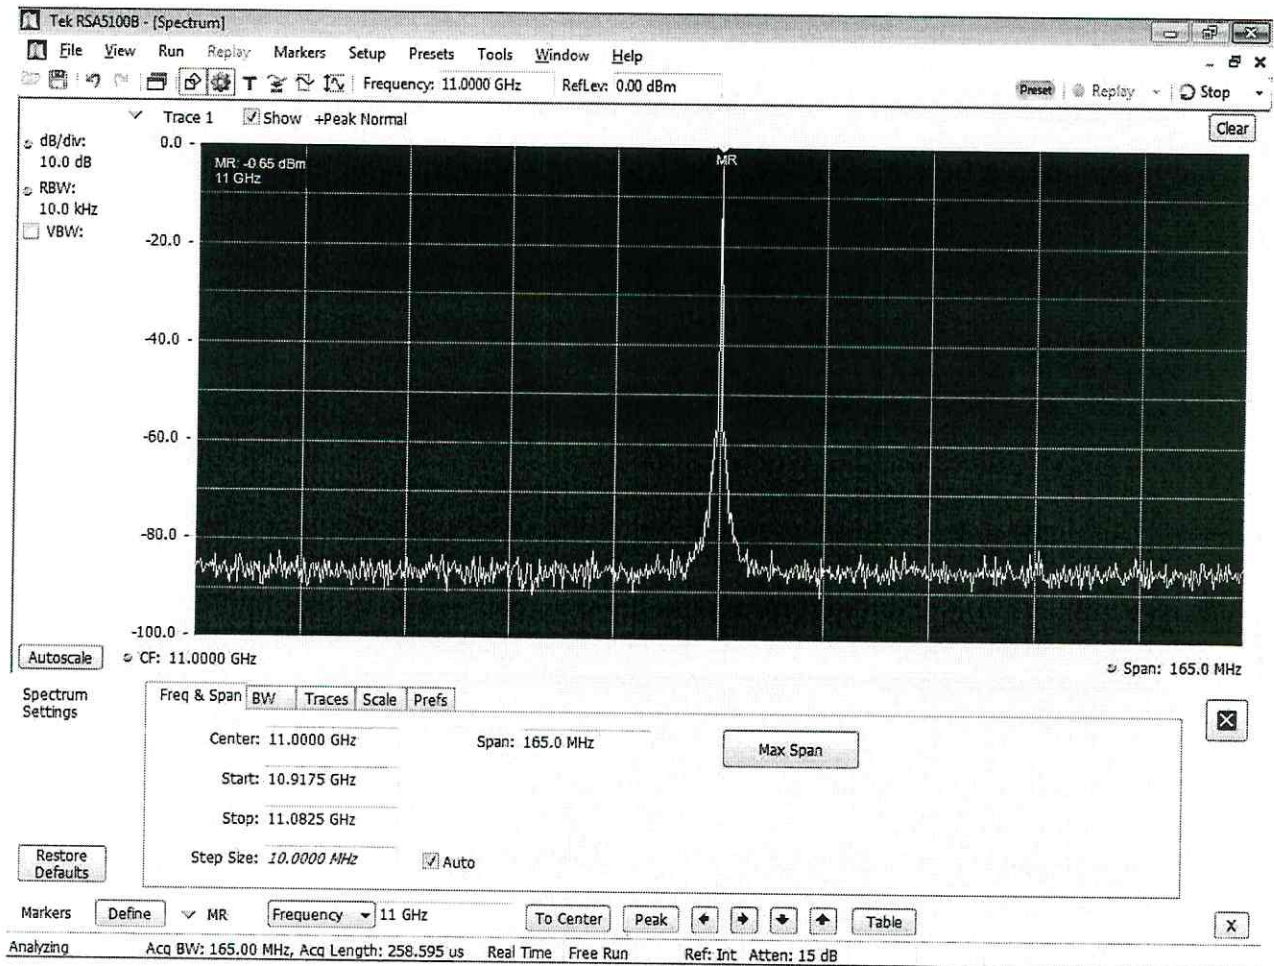 Tek RSA5100B - [Spectrum]
File View Run Replay Markers Setup Presets Tools Window Help
T Frequency: 11.0000 GHz RefLev: 0.00 dBm Preset Replay Stop
Trace 1 Show +Peak Normal Clear
dB/div:
10.0 dB
RBW:
10.0 kHz
VBW:
0.0
-20.0
-40.0
-60.0
-80.0
-100.0
MR: -0.65 dBm
11 GHz
MR
Autoscale CF: 11.0000 GHz Span: 165.0 MHz
Spectrum
Settings
Freq & Span BW Traces Scale Prefs
Center: 11.0000 GHz Span: 165.0 MHz Max Span
Start: 10.9175 GHz
Stop: 11.0825 GHz
Step Size: 10.0000 MHz Auto
Restore
Defaults
Markers Define MR Frequency 11 GHz To Center Peak Table X
Analyzing Acq BW: 165.00 MHz, Acq Length: 258.595 us Real Time Free Run Ref: Int Atten: 15 dB